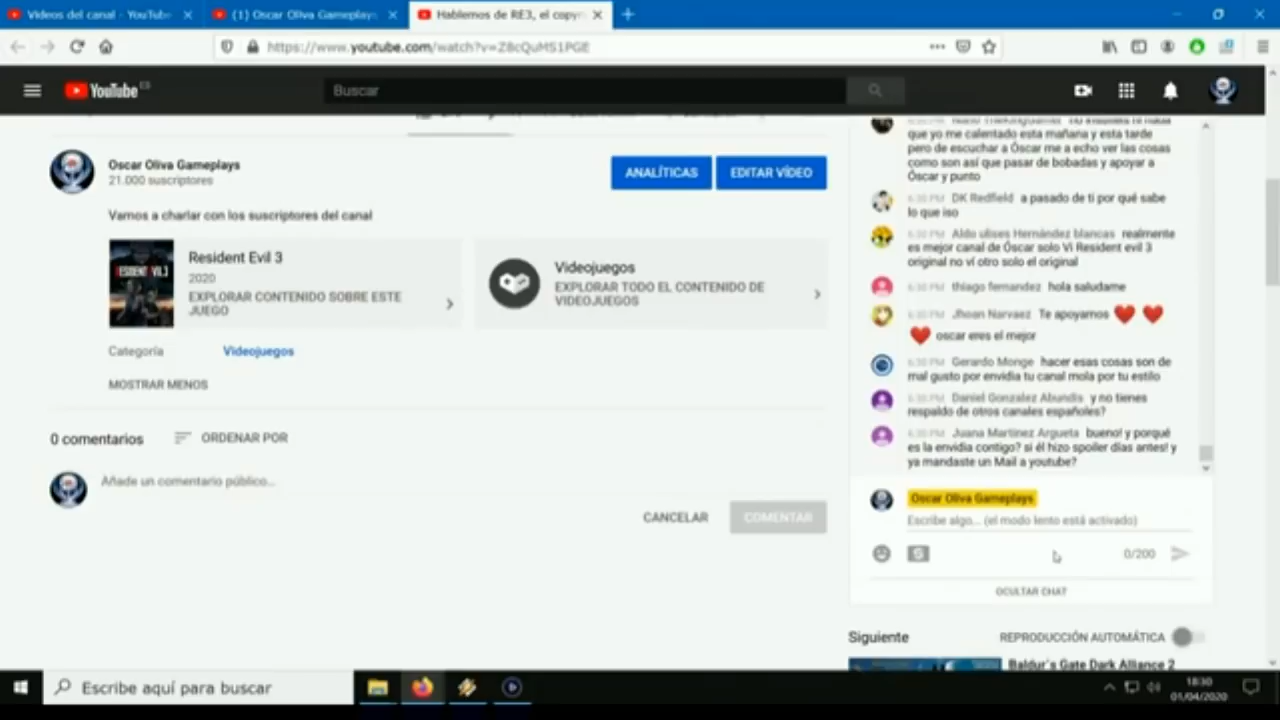 Videos del canal - YouTube
(1) Oscar Oliva Gameplays
Hablemos de RE3, el copyr
https://www.youtube.com/watch?v=Z8cQuMS1PGE
YouTube ES
Buscar
Oscar Oliva Gameplays
21.000 suscriptores
ANALÍTICAS
EDITAR VÍDEO
Vamos a charlar con los suscriptores del canal
RESIDENT EVIL 3
Resident Evil 3
2020
EXPLORAR CONTENIDO SOBRE ESTE
JUEGO
Videojuegos
EXPLORAR TODO EL CONTENIDO DE
VIDEOJUEGOS
Categoría
Videojuegos
MOSTRAR MENOS
0 comentarios
ORDENAR POR
Añade un comentario público...
CANCELAR
COMENTAR
que yo me calentado esta mañana y esta tarde
pero de escuchar a Óscar me a echo ver las cosas
como son así que pasar de bobadas y apoyar a
Óscar y punto
6:30 PM DK Redfield a pasado de ti por qué sabe
lo que iso
6:30 PM Aldo ulises Hernández blancas realmente
es mejor canal de Óscar solo Vi Resident evil 3
original no ví otro solo el original
6:30 PM thiago fernandez hola saludame
6:30 PM Jhoan Narvaez Te apoyamos ❤️ ❤️
❤️ oscar eres el mejor
6:30 PM Gerardo Monge hacer esas cosas son de
mal gusto por envidia tu canal mola por tu estilo
6:30 PM Daniel Gonzalez Abundis y no tienes
respaldo de otros canales españoles?
6:30 PM Juana Martinez Argueta bueno! y porqué
es la envidia contigo? si él hizo spoiler días antes! y
ya mandaste un Mail a youtube?
Oscar Oliva Gameplays
Escribe algo... (el modo lento está activado)
0/200
OCULTAR CHAT
Siguiente
REPRODUCCIÓN AUTOMÁTICA
Baldur's Gate Dark Alliance 2
Escribe aquí para buscar
18:30
01/04/2020